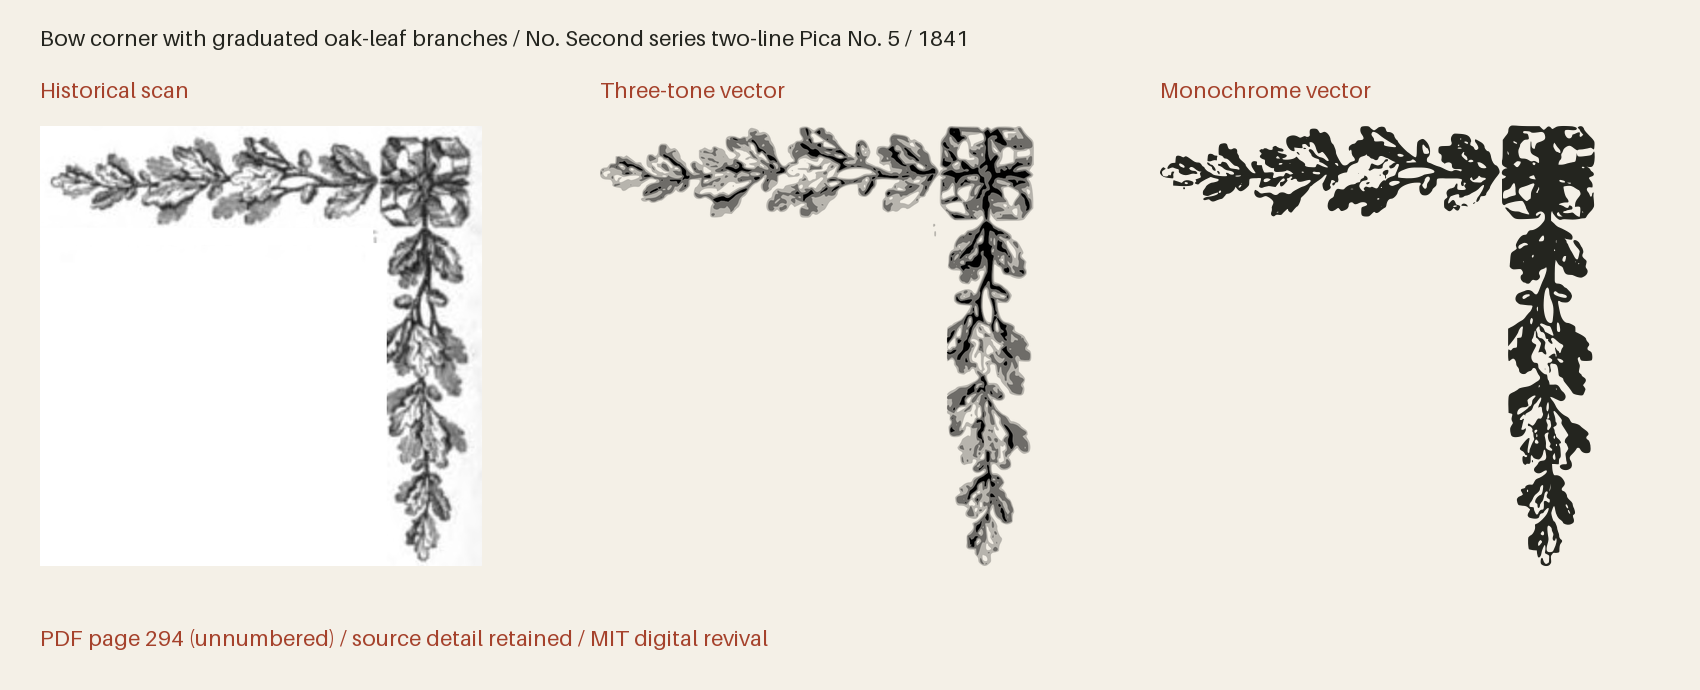 Bow corner with graduated oak-leaf branches / No. Second series two-line Pica No. 5 / 1841
Historical scan
Three-tone vector
Monochrome vector
PDF page 294 (unnumbered) / source detail retained / MIT digital revival